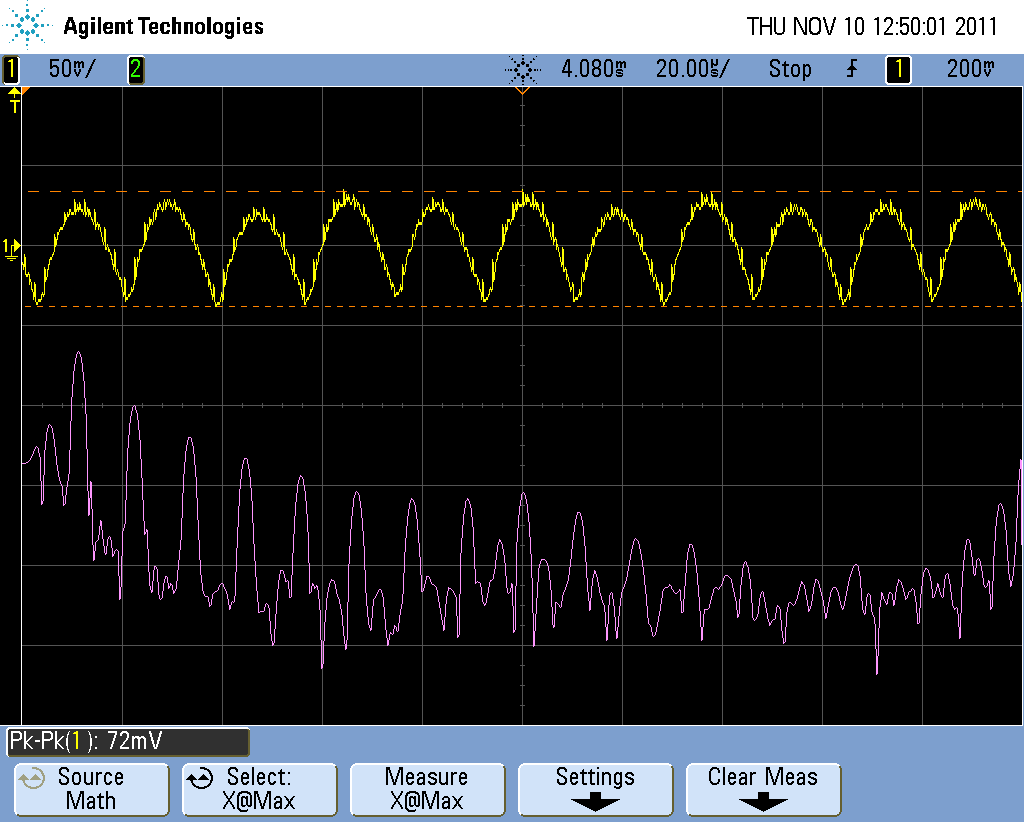 Agilent Technologies THU NOV 10 12:50:01 2011
1 50mV/ 2 4.080ms 20.00µs/ Stop 1 200mV
T
1
Pk-Pk(1): 72mV
Source Select: Measure Settings Clear Meas
Math X@Max X@Max